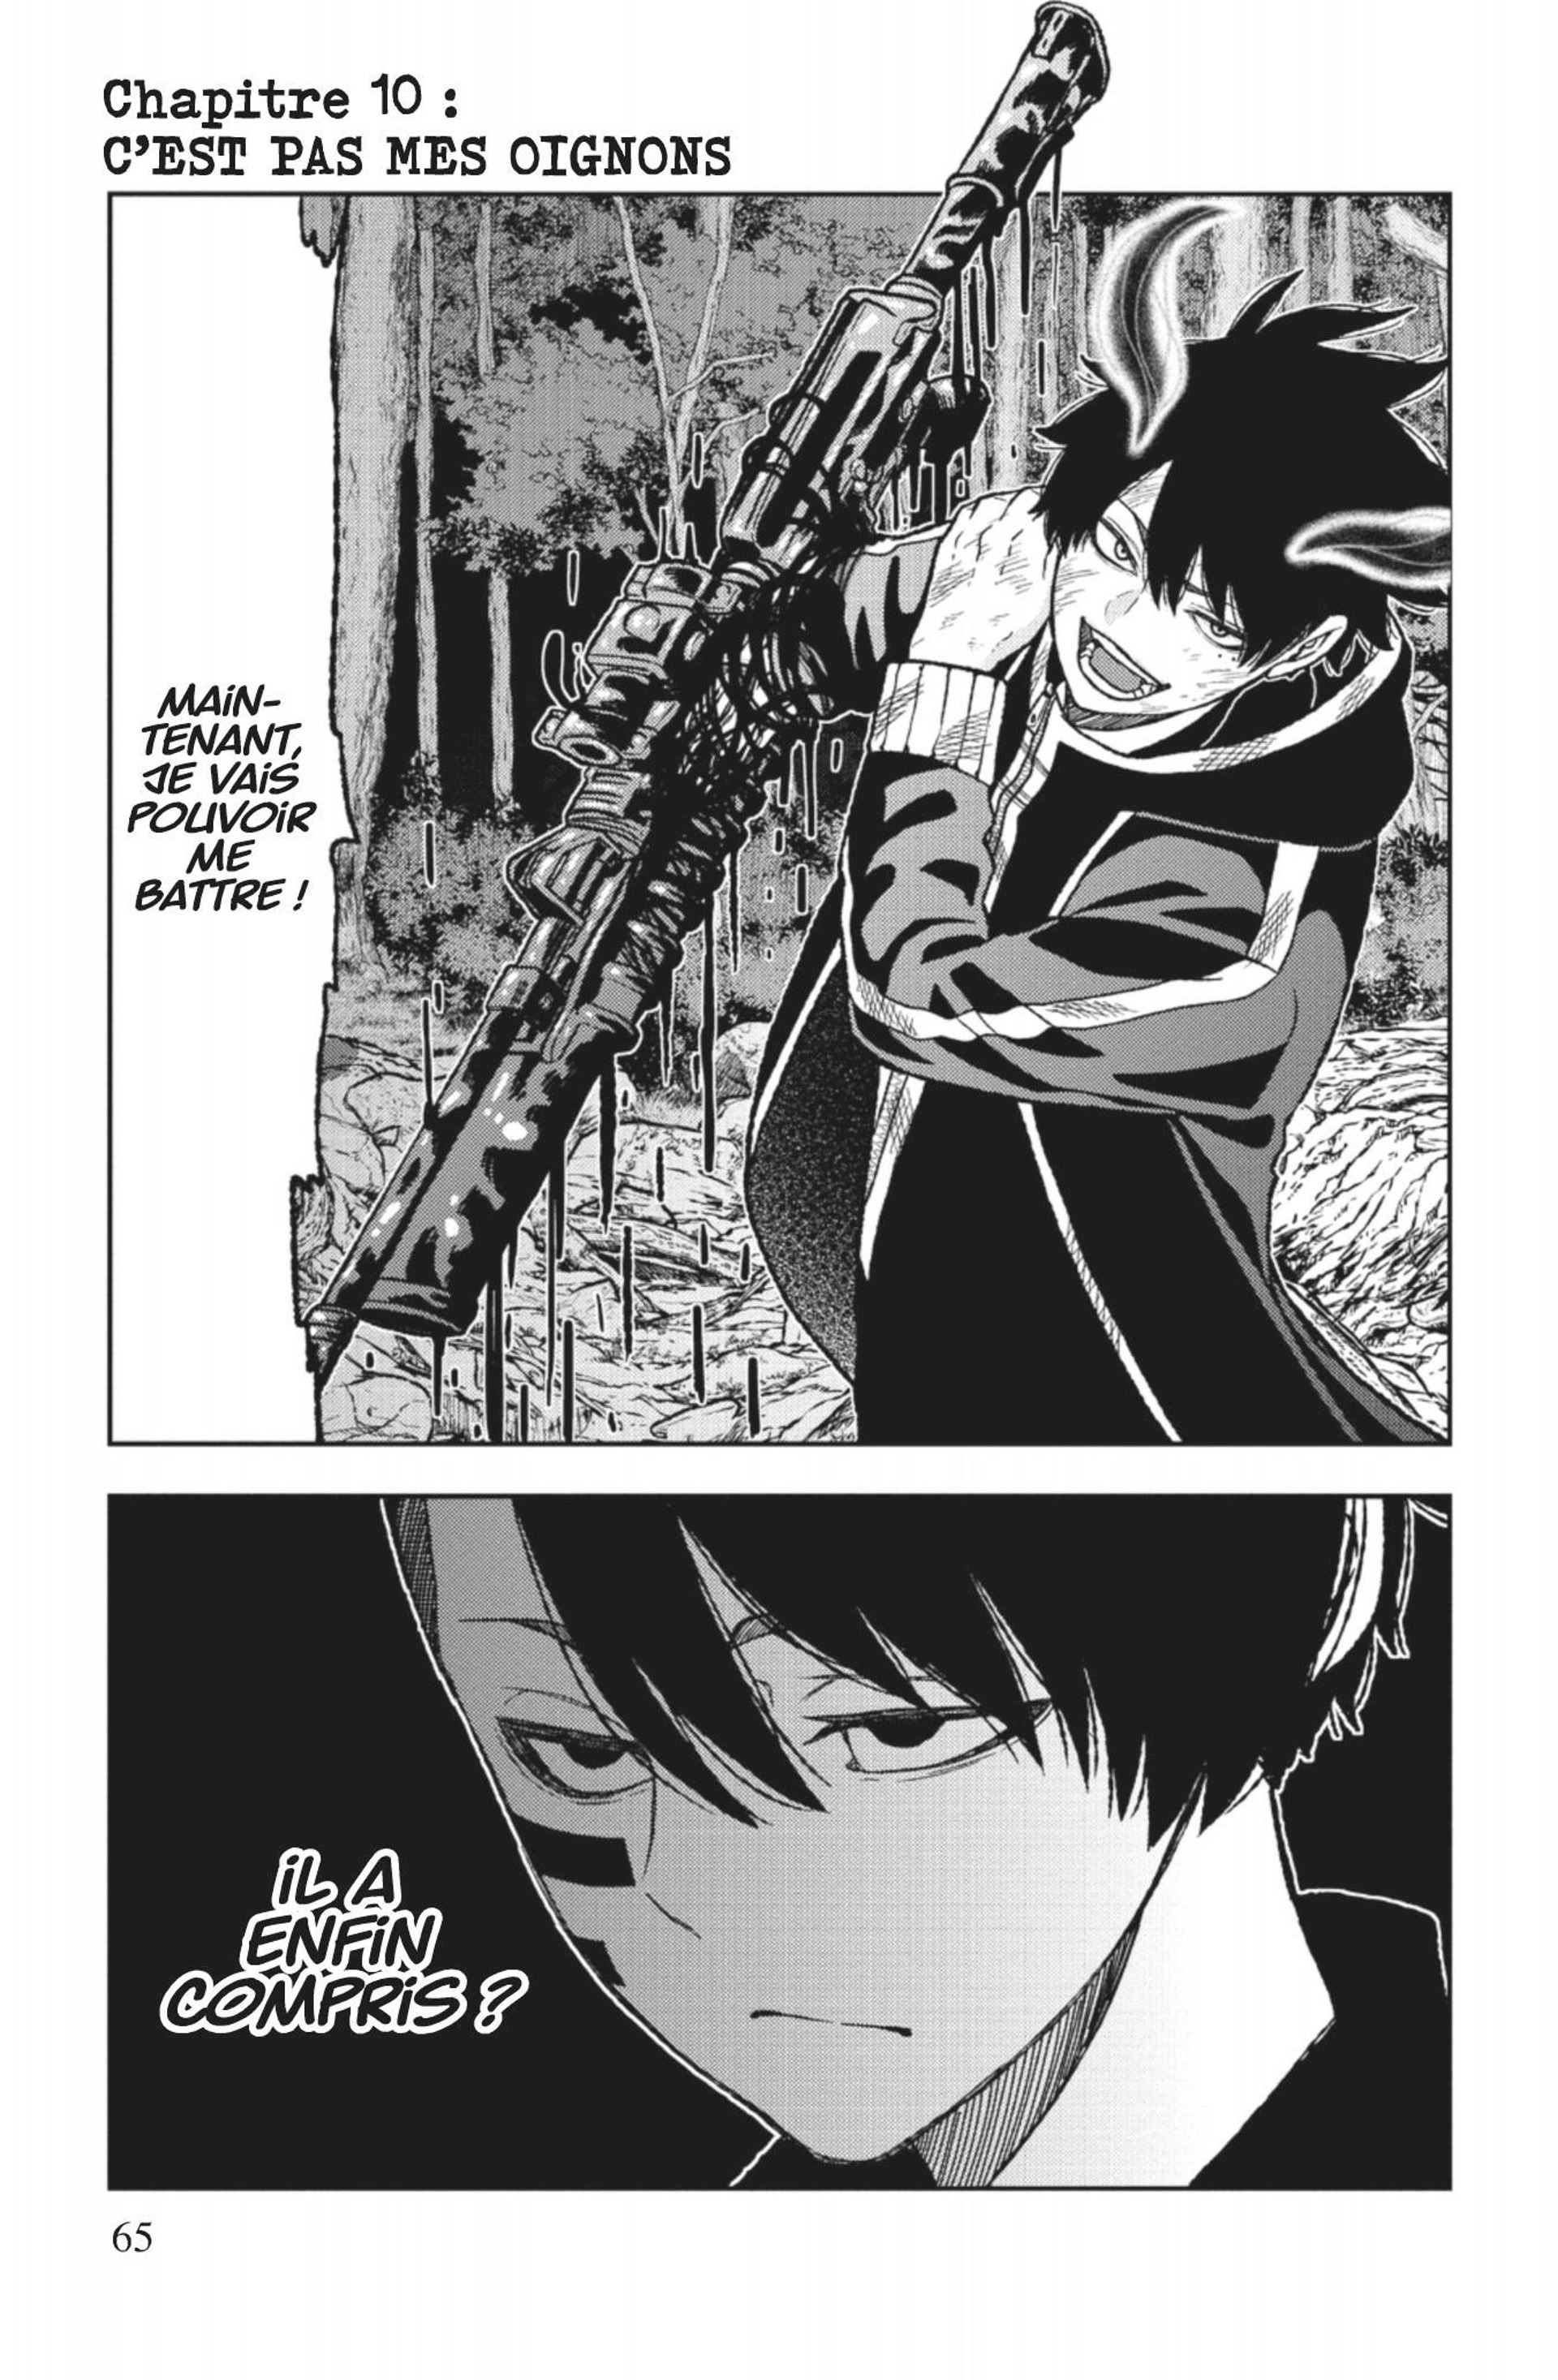 Chapitre 10 :
C'EST PAS MES OIGNONS
MAIN-
TENANT,
JE VAIS
POUVOIR
ME
BATTRE !
IL A
ENFIN
COMPRIS ?
65